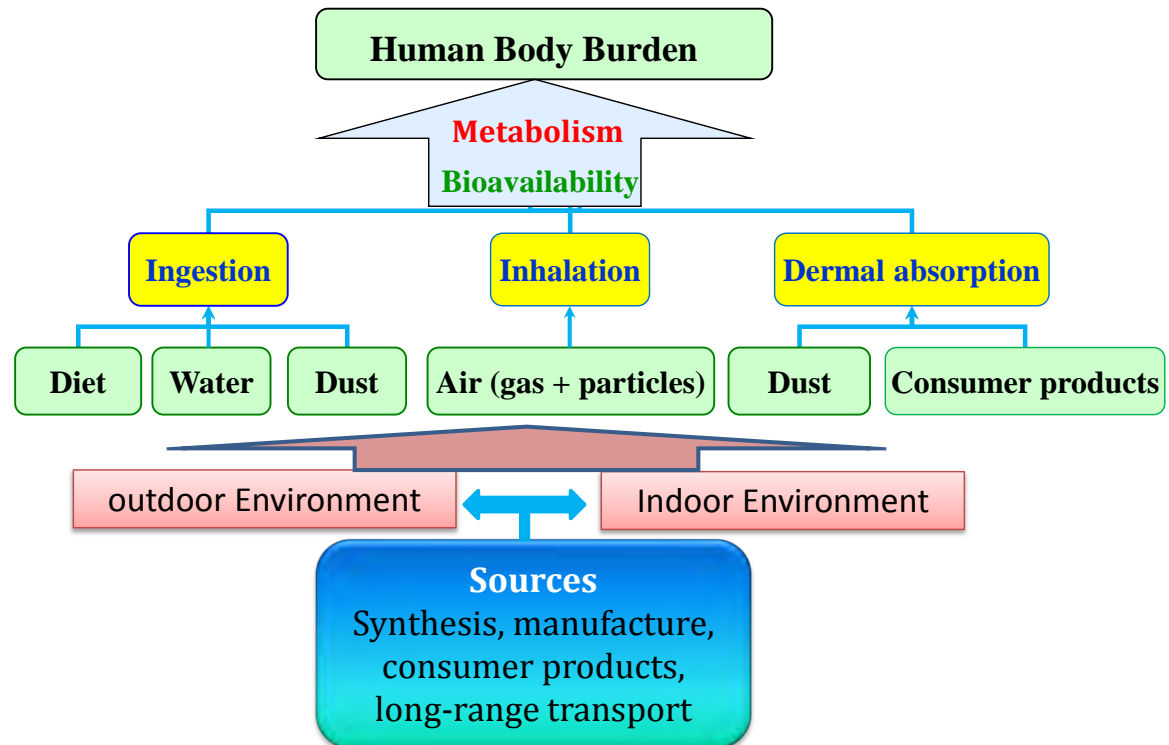 Human Body Burden
Metabolism
Bioavailability
Ingestion
Inhalation
Dermal absorption
Diet
Water
Dust
Air (gas + particles)
Dust
Consumer products
outdoor Environment
Indoor Environment
Sources
Synthesis, manufacture,
consumer products,
long-range transport